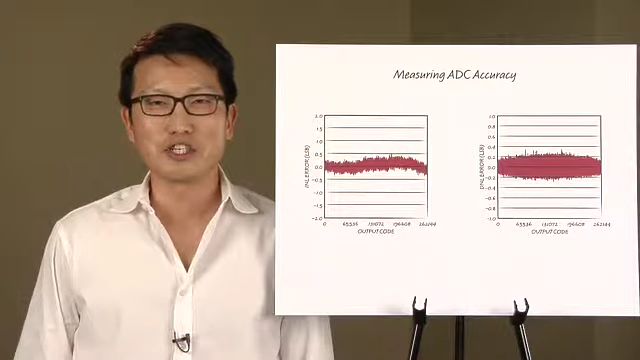 Measuring ADC Accuracy
2.0
1.5
1.0
0.5
0.0
-0.5
-1.0
-1.5
-2.0
INL ERROR (LSB)
0 65536 131072 196608 262144
OUTPUT CODE
1.0
0.8
0.6
0.4
0.2
0.0
-0.2
-0.4
-0.6
-0.8
-1.0
DNL ERROR (LSB)
0 65536 131072 196608 262144
OUTPUT CODE